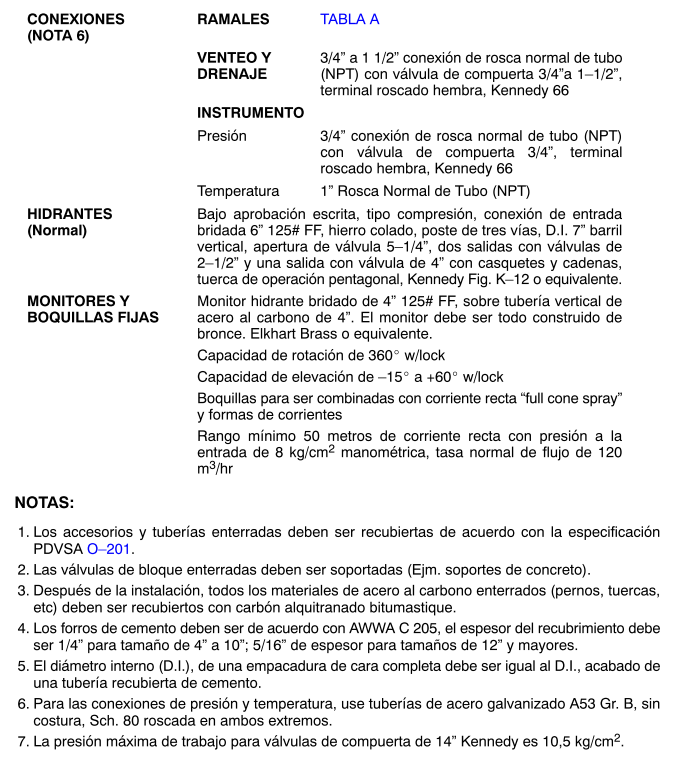 CONEXIONES RAMALES TABLA A
(NOTA 6)
VENTEO Y 3/4” a 1 1/2” conexión de rosca normal de tubo
DRENAJE (NPT) con válvula de compuerta 3/4”a 1–1/2”,
terminal roscado hembra, Kennedy 66
INSTRUMENTO
Presión 3/4” conexión de rosca normal de tubo (NPT)
con válvula de compuerta 3/4”, terminal
roscado hembra, Kennedy 66
Temperatura 1” Rosca Normal de Tubo (NPT)
HIDRANTES Bajo aprobación escrita, tipo compresión, conexión de entrada
(Normal) bridada 6” 125# FF, hierro colado, poste de tres vías, D.I. 7” barril
vertical, apertura de válvula 5–1/4”, dos salidas con válvulas de
2–1/2” y una salida con válvula de 4” con casquetes y cadenas,
tuerca de operación pentagonal, Kennedy Fig. K–12 o equivalente.
MONITORES Y Monitor hidrante bridado de 4” 125# FF, sobre tubería vertical de
BOQUILLAS FIJAS acero al carbono de 4”. El monitor debe ser todo construido de
bronce. Elkhart Brass o equivalente.
Capacidad de rotación de 360° w/lock
Capacidad de elevación de –15° a +60° w/lock
Boquillas para ser combinadas con corriente recta “full cone spray”
y formas de corrientes
Rango mínimo 50 metros de corriente recta con presión a la
entrada de 8 kg/cm² manométrica, tasa normal de flujo de 120
m³/hr
NOTAS:
1. Los accesorios y tuberías enterradas deben ser recubiertas de acuerdo con la especificación
PDVSA O–201.
2. Las válvulas de bloque enterradas deben ser soportadas (Ejm. soportes de concreto).
3. Después de la instalación, todos los materiales de acero al carbono enterrados (pernos, tuercas,
etc) deben ser recubiertos con carbón alquitranado bitumastique.
4. Los forros de cemento deben ser de acuerdo con AWWA C 205, el espesor del recubrimiento debe
ser 1/4” para tamaño de 4” a 10”; 5/16” de espesor para tamaños de 12” y mayores.
5. El diámetro interno (D.I.), de una empacadura de cara completa debe ser igual al D.I., acabado de
una tubería recubierta de cemento.
6. Para las conexiones de presión y temperatura, use tuberías de acero galvanizado A53 Gr. B, sin
costura, Sch. 80 roscada en ambos extremos.
7. La presión máxima de trabajo para válvulas de compuerta de 14” Kennedy es 10,5 kg/cm².